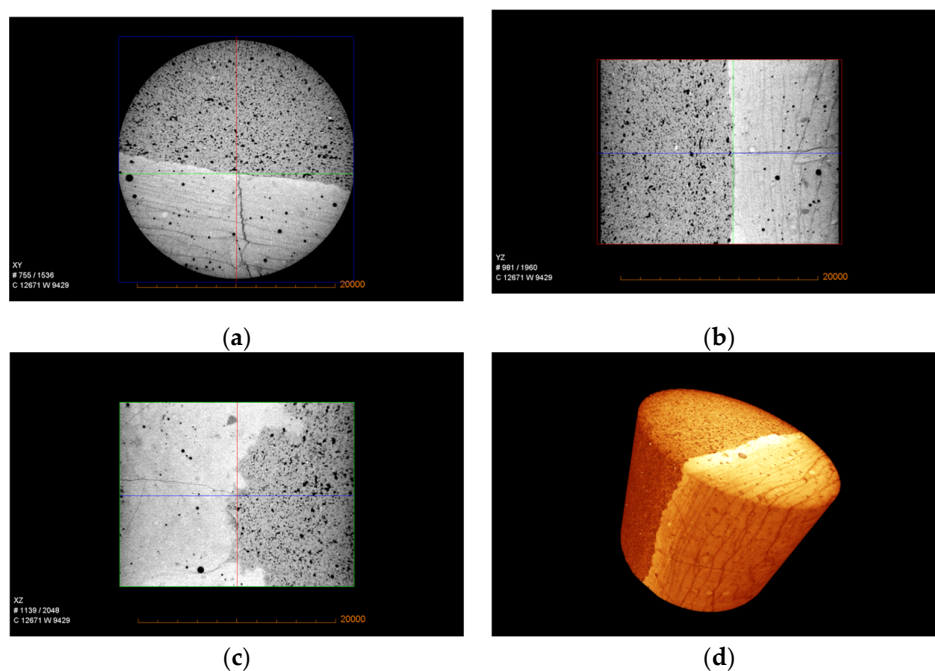 XY
# 755 / 1536
C 12671 W 9429
20000
(a)
YZ
# 981 / 1960
C 12671 W 9429
20000
(b)
XZ
# 1139 / 2048
C 12671 W 9429
20000
(c)
(d)